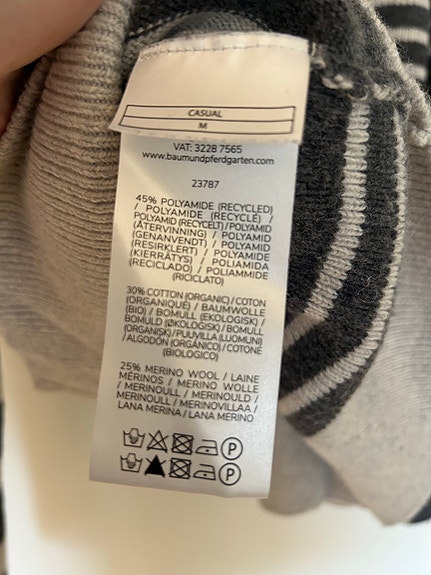 CASUAL
M
VAT: 3228 7565
www.baumundpferdgarten.com
23787
45% POLYAMIDE (RECYCLED)
/ POLYAMIDE (RECYCLÉ) /
POLYAMID (RECYCELT) / POLYAMID
(ÅTERVINNING) / POLYAMID
(GENANVENDT) / POLYAMID
(RESIRKLERT) / POLYAMIDI
(KIERRÄTYS) / POLIAMIDA
(RECICLADO) / POLIAMMIDE
(RICICLATO)
30% COTTON (ORGANIC) / COTON
(ORGANIQUE) / BAUMWOLLE
(BIO) / BOMULL (EKOLOGISK) /
BOMULD (ØKOLOGISK) / BOMULL
(ORGANISK) / PUUVILLA (LUOMU)
/ ALGODÓN (ORGÁNICO) / COTONE
(BIOLOGICO)
25% MERINO WOOL / LAINE
MÉRINOS / MERINO WOLLE
/ MERINOULL / MERINOULD /
MERINOULL / MERINOVILLAA /
LANA MERINA / LANA MERINO
P
P